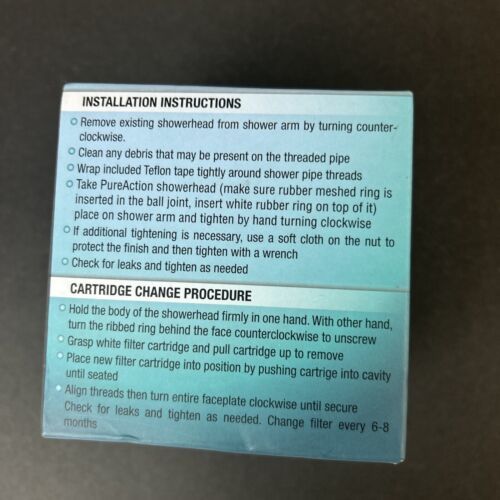 INSTALLATION INSTRUCTIONS
Remove existing showerhead from shower arm by turning counter-
clockwise.
Clean any debris that may be present on the threaded pipe
Wrap included Teflon tape tightly around shower pipe threads
Take PureAction showerhead (make sure rubber meshed ring is
inserted in the ball joint, insert white rubber ring on top of it)
place on shower arm and tighten by hand turning clockwise
If additional tightening is necessary, use a soft cloth on the nut to
protect the finish and then tighten with a wrench
Check for leaks and tighten as needed
CARTRIDGE CHANGE PROCEDURE
Hold the body of the showerhead firmly in one hand. With other hand,
turn the ribbed ring behind the face counterclockwise to unscrew
Grasp white filter cartridge and pull cartridge up to remove
Place new filter cartridge into position by pushing cartrige into cavity
until seated
Align threads then turn entire faceplate clockwise until secure
Check for leaks and tighten as needed. Change filter every 6-8
months